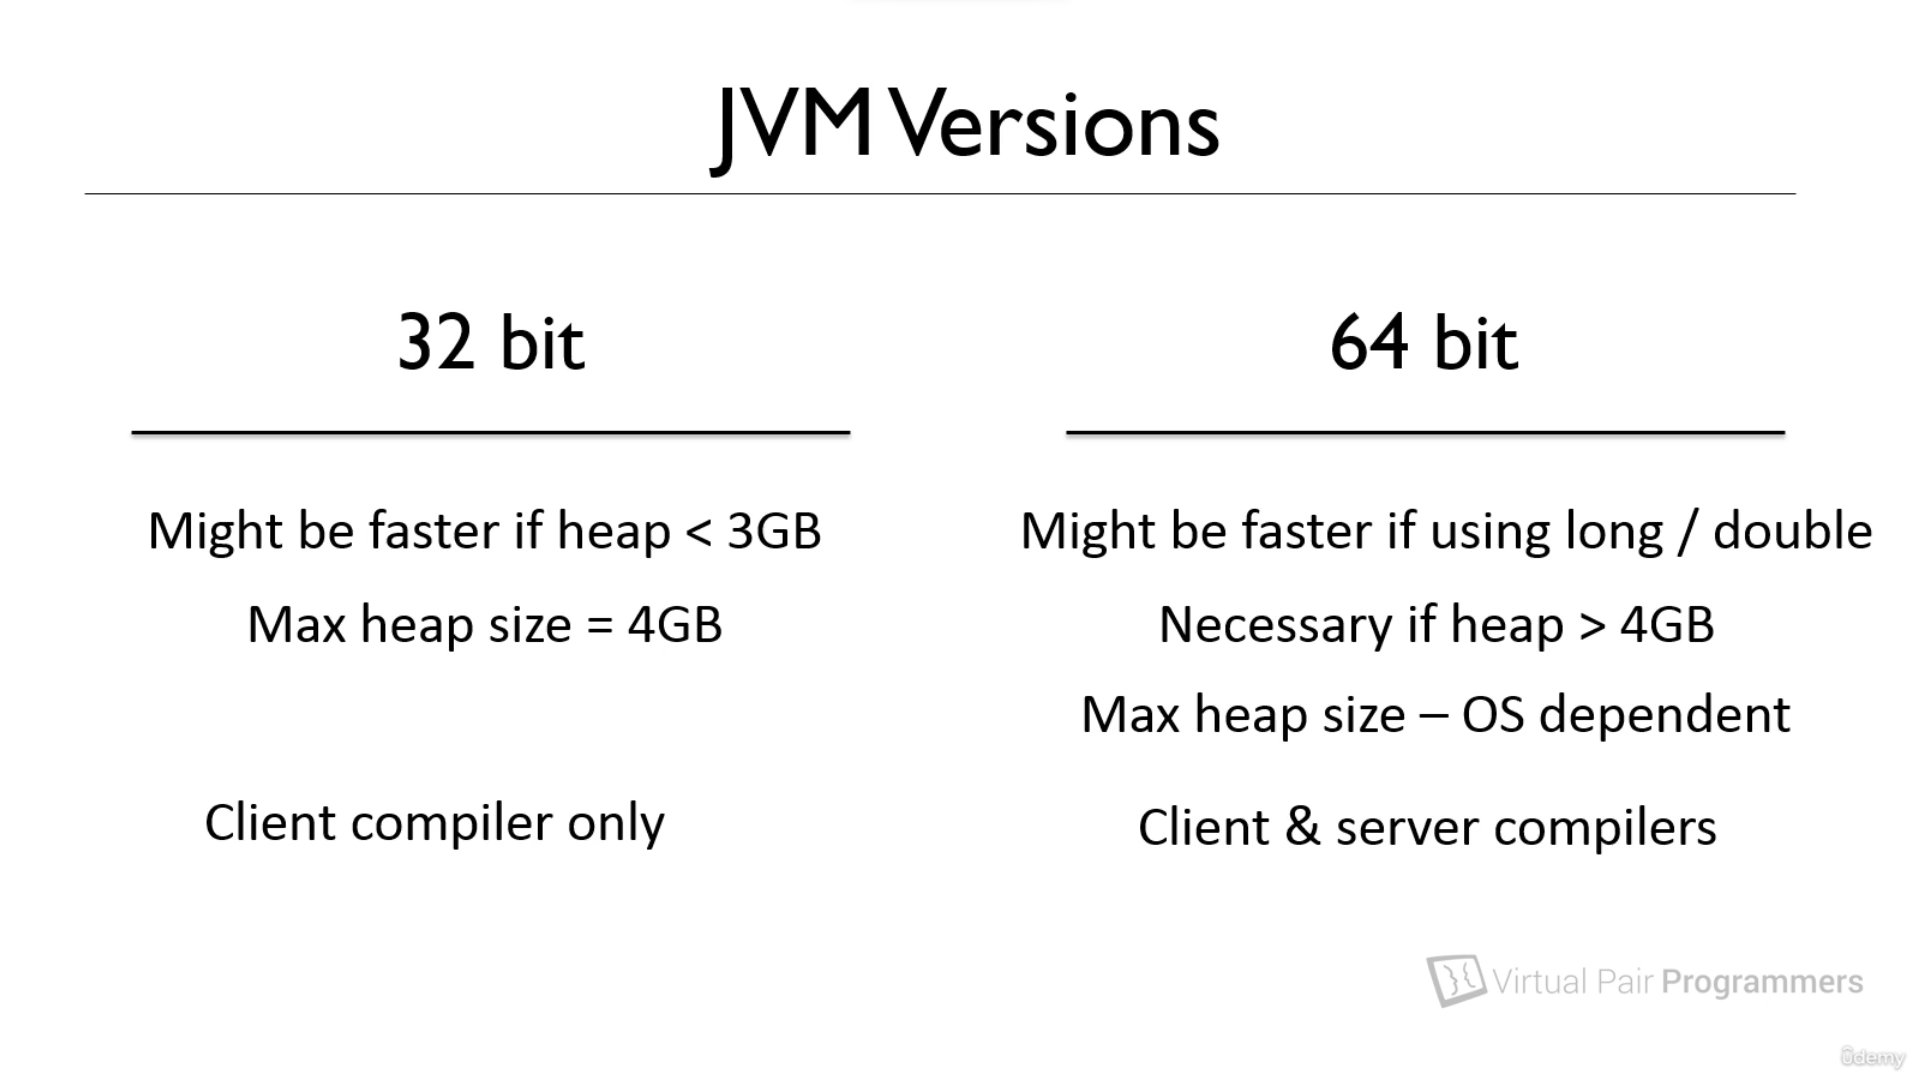 JVM Versions
32 bit
Might be faster if heap < 3GB
Max heap size = 4GB
Client compiler only
64 bit
Might be faster if using long / double
Necessary if heap > 4GB
Max heap size – OS dependent
Client & server compilers
Virtual Pair Programmers
Udemy